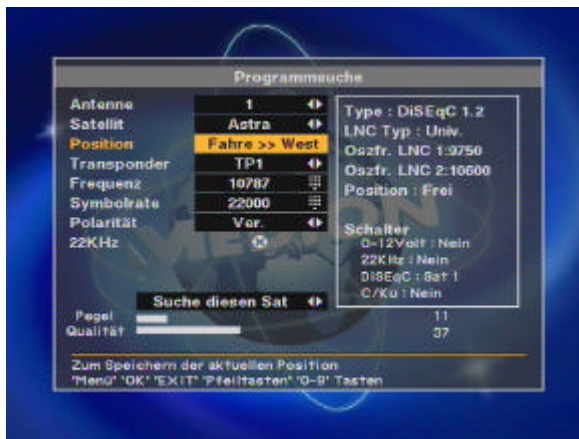 Programmsuche
Antenne 1
Satellit Astra
Position Fahre >> West
Transponder TP1
Frequenz 10787
Symbolrate 22000
Polarität Ver.
22KHz
Type : DiSEqC 1.2
LNC Typ : Univ.
Oszfr. LNC 1:9750
Oszfr. LNC 2:10600
Position : Frei
Schalter
0-12Volt : Nein
22KHz : Nein
DiSEqC : Sat 1
C/Ku : Nein
Suche diesen Sat
Pegel 11
Qualität 37
Zum Speichern der aktuellen Position
'Menü' 'OK' 'EXIT' 'Pfeiltasten' '0-9' Tasten